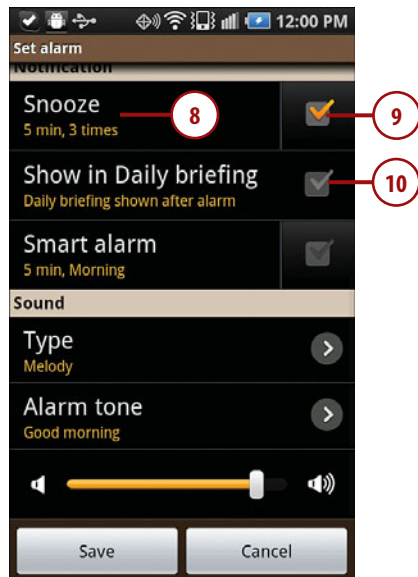 12:00 PM
Set alarm
Notification
Snooze
5 min, 3 times
8
9
Show in Daily briefing
Daily briefing shown after alarm
10
Smart alarm
5 min, Morning
Sound
Type
Melody
Alarm tone
Good morning
Save
Cancel